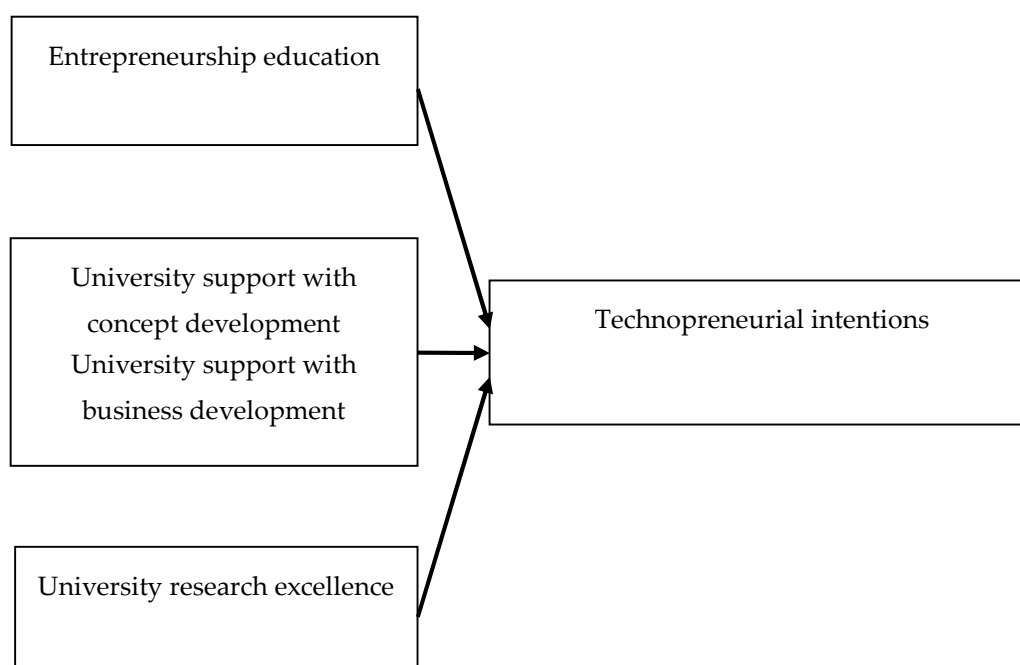 Entrepreneurship education
University support with
concept development
University support with
business development
Technopreneurial intentions
University research excellence